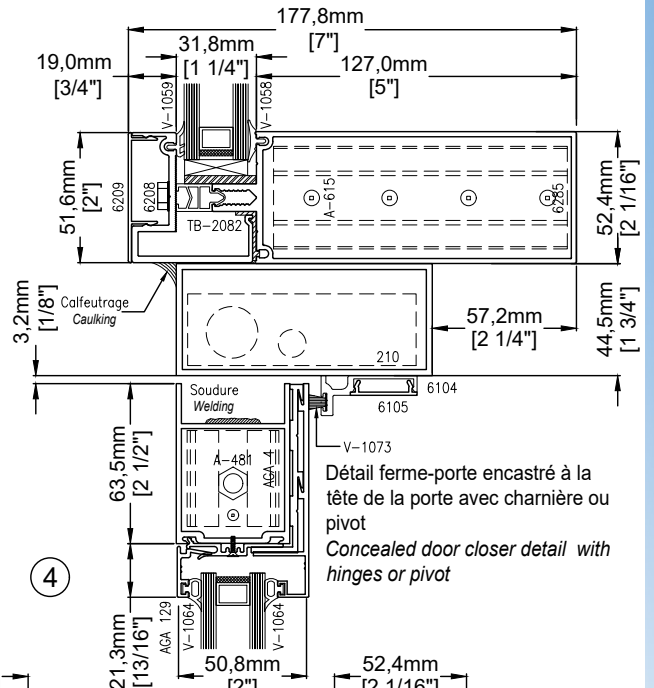 177,8mm
[7"]
31,8mm
[1 1/4"]
19,0mm
[3/4"]
127,0mm
[5"]
V-1059
V-1058
51,6mm
[2"]
6209
6208
A-615
6285
52,4mm
[2 1/16"]
TB-2082
Calfeutrage
Caulking
3,2mm
[1/8"]
57,2mm
[2 1/4"]
44,5mm
[1 3/4"]
210
Soudure
Welding
6104
6105
63,5mm
[2 1/2"]
A-481
AGA 4
V-1073
Détail ferme-porte encastré à la
tête de la porte avec charnière ou
pivot
Concealed door closer detail with
hinges or pivot
4
21,3mm
[13/16"]
AGA 129
V-1064
V-1064
50,8mm
[2"]
52,4mm
[2 1/16"]